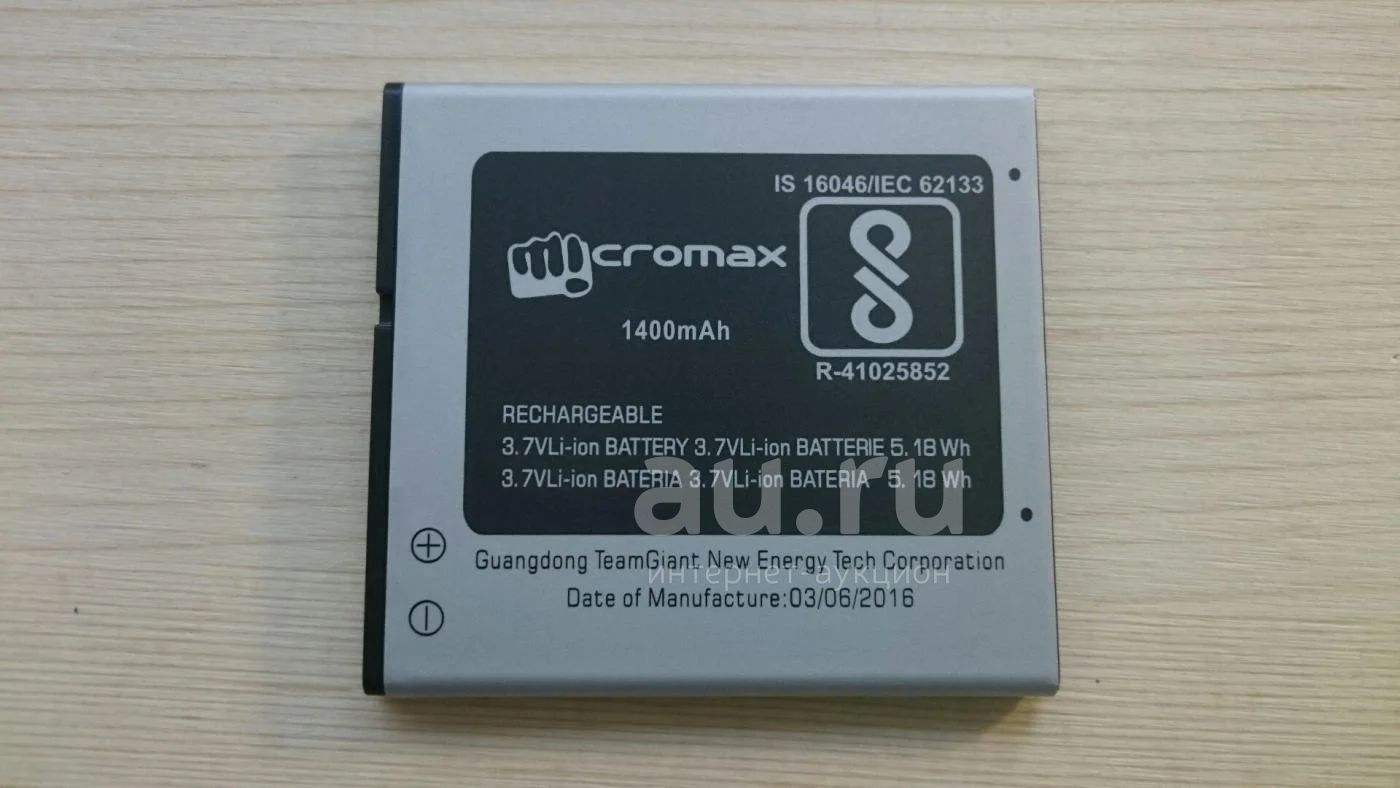 IS 16046/IEC 62133
micromax
1400mAh
R-41025852
RECHARGEABLE
3.7VLi-ion BATTERY 3.7VLi-ion BATTERIE 5.18 Wh
3.7VLi-ion BATERIA 3.7VLi-ion BATERIA 5.18 Wh
au.ru
Guangdong TeamGiant New Energy Tech Corporation
интернет-аукцион
Date of Manufacture:03/06/2016